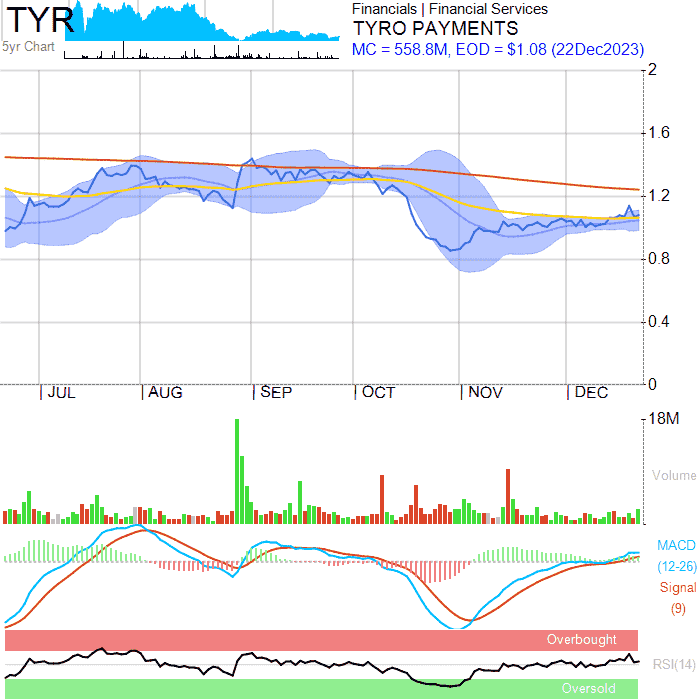 TYR
5yr Chart
Financials | Financial Services
TYRO PAYMENTS
MC = 558.8M, EOD = $1.08 (22Dec2023)
2
1.6
1.2
0.8
0.4
0
JUL AUG SEP OCT NOV DEC
18M
Volume
MACD
(12-26)
Signal
(9)
Overbought
RSI(14)
Oversold